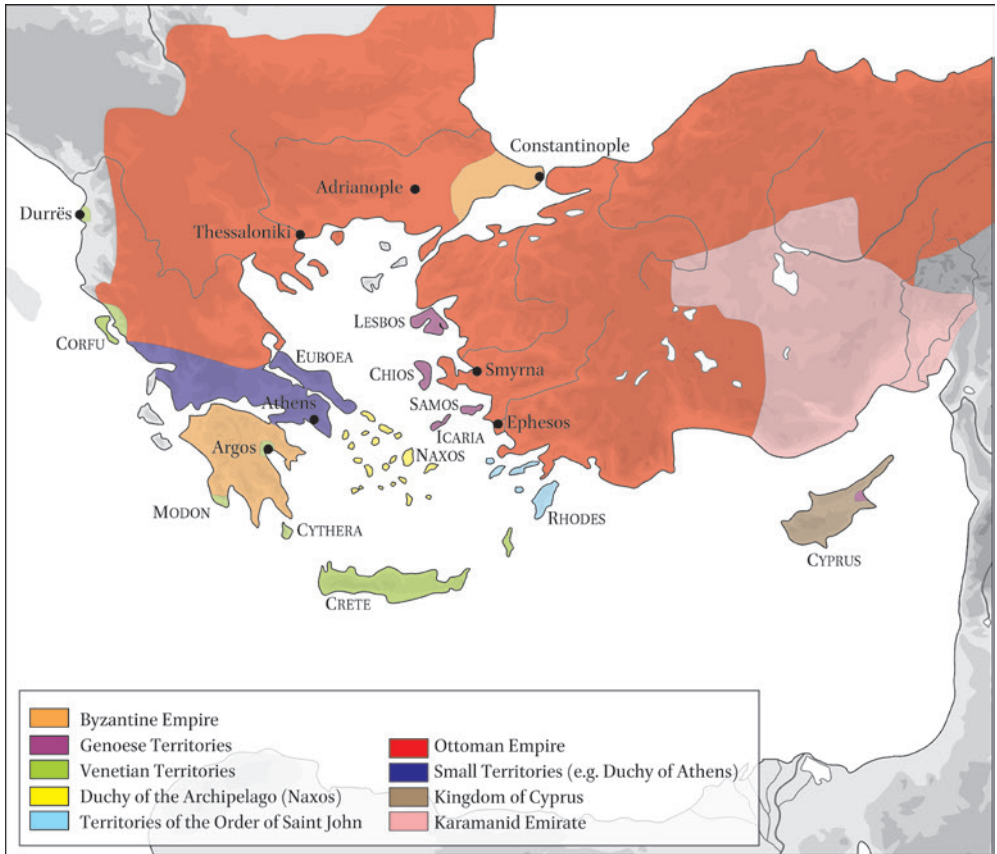 Constantinople
Adrianople
Durrës
Thessaloniki
Lesbos
Corfu
Euboea
Chios
Smyrna
Samos
Athens
Ephesos
Icaria
Argos
Naxos
Modon
Rhodes
Cythera
Cyprus
Crete
Byzantine Empire
Genoese Territories
Venetian Territories
Duchy of the Archipelago (Naxos)
Territories of the Order of Saint John
Ottoman Empire
Small Territories (e.g. Duchy of Athens)
Kingdom of Cyprus
Karamanid Emirate